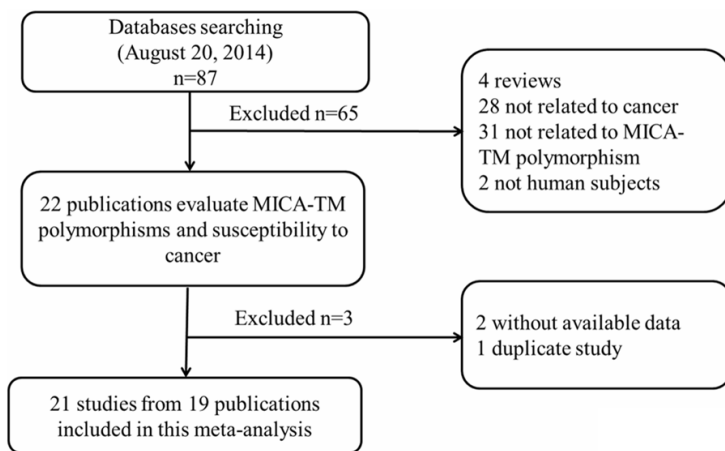 Databases searching
(August 20, 2014)
n=87
Excluded n=65
4 reviews
28 not related to cancer
31 not related to MICA-
TM polymorphism
2 not human subjects
22 publications evaluate MICA-TM
polymorphisms and susceptibility to
cancer
Excluded n=3
2 without available data
1 duplicate study
21 studies from 19 publications
included in this meta-analysis